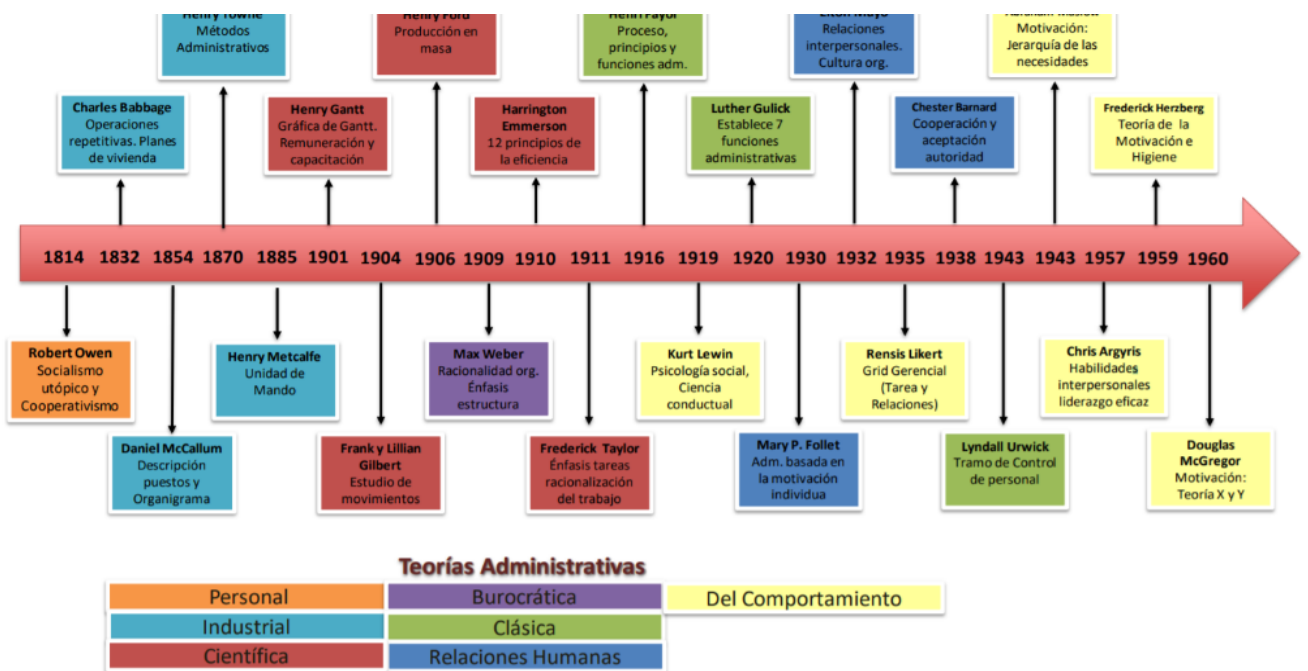 Henry Towne
Métodos
Administrativos
Henry Ford
Producción en
masa
Henri Fayol
Proceso,
principios y
funciones adm.
Elton Mayo
Relaciones
interpersonales.
Cultura org.
Abraham Maslow
Motivación:
Jerarquía de las
necesidades
Charles Babbage
Operaciones
repetitivas. Planes
de vivienda
Henry Gantt
Gráfica de Gantt.
Remuneración y
capacitación
Harrington
Emmerson
12 principios de
la eficiencia
Luther Gulick
Establece 7
funciones
administrativas
Chester Barnard
Cooperación y
aceptación
autoridad
Frederick Herzberg
Teoría de la
Motivación e
Higiene
1814 1832 1854 1870 1885 1901 1904 1906 1909 1910 1911 1916 1919 1920 1930 1932 1935 1938 1943 1943 1957 1959 1960
Robert Owen
Socialismo
utópico y
Cooperativismo
Henry Metcalfe
Unidad de
Mando
Max Weber
Racionalidad org.
Énfasis
estructura
Kurt Lewin
Psicología social,
Ciencia
conductual
Rensis Likert
Grid Gerencial
(Tarea y
Relaciones)
Chris Argyris
Habilidades
interpersonales
liderazgo eficaz
Daniel McCallum
Descripción
puestos y
Organigrama
Frank y Lillian
Gilbert
Estudio de
movimientos
Frederick Taylor
Énfasis tareas
racionalización
del trabajo
Mary P. Follet
Adm. basada en
la motivación
individua
Lyndall Urwick
Tramo de Control
de personal
Douglas
McGregor
Motivación:
Teoría X y Y
Teorías Administrativas
Personal
Burocrática
Del Comportamiento
Industrial
Clásica
Científica
Relaciones Humanas